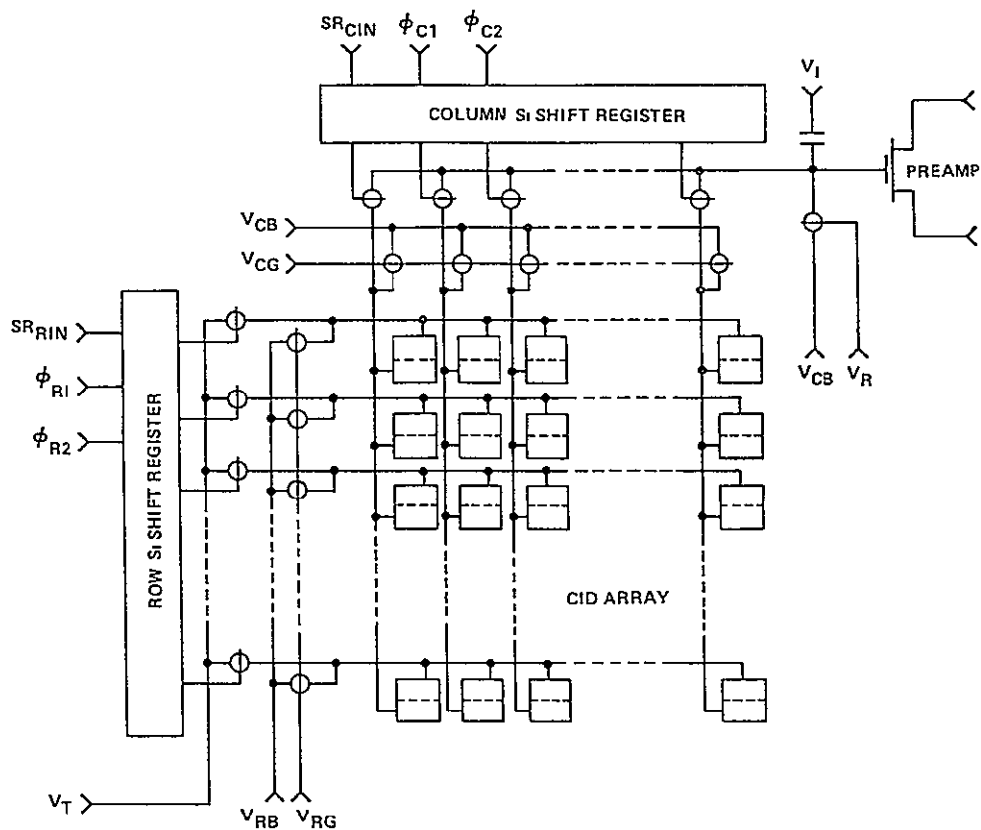 SR_CIN
ϕ_C1
ϕ_C2
V_I
COLUMN Si SHIFT REGISTER
PREAMP
V_CB
V_CG
SR_RIN
ϕ_R1
ϕ_R2
ROW Si SHIFT REGISTER
V_CB
V_R
CID ARRAY
V_T
V_RB
V_RG